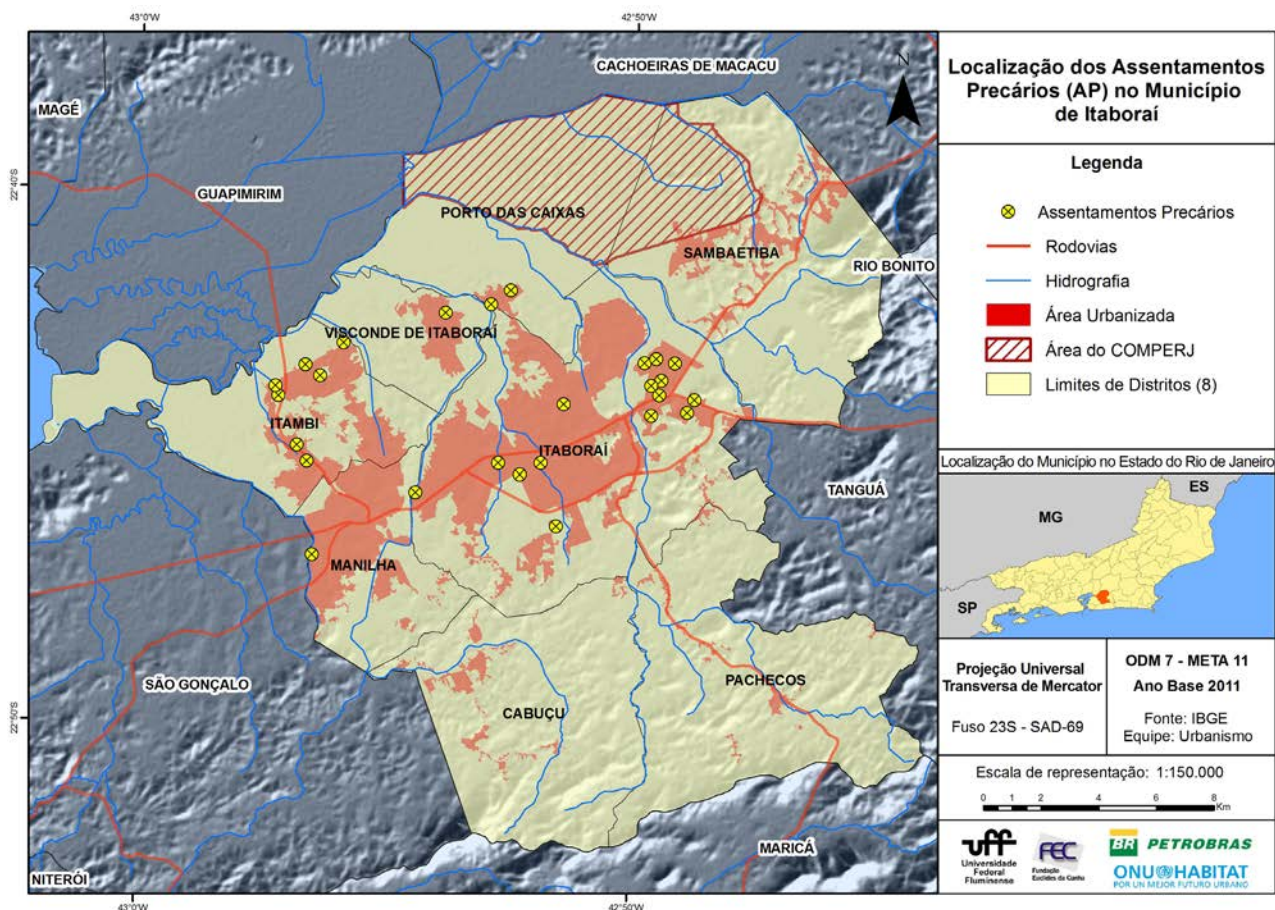 43°0'W
42°50'W
CACHOEIRAS DE MACACU
N
MAGÉ
22°40'S
GUAPIMIRIM
PORTO DAS CAIXAS
SAMBAETIBA
RIO BONITO
VISCONDE DE ITABORAÍ
ITAMBI
ITABORAÍ
TANGUÁ
MANILHA
SÃO GONÇALO
PACHECOS
CABUÇU
22°50'S
MARICÁ
NITERÓI
43°0'W
42°50'W
Localização dos Assentamentos
Precários (AP) no Município
de Itaboraí
Legenda
Assentamentos Precários
Rodovias
Hidrografia
Área Urbanizada
Área do COMPERJ
Limites de Distritos (8)
Localização do Município no Estado do Rio de Janeiro
ES
MG
SP
Projeção Universal
Transversa de Mercator
Fuso 23S - SAD-69
ODM 7 - META 11
Ano Base 2011
Fonte: IBGE
Equipe: Urbanismo
Escala de representação: 1:150.000
0 1 2 4 6 8
Km
uff
Universidade
Federal
Fluminense
FEC
Fundação
Euclides da Cunha
BR PETROBRAS
ONU HABITAT
POR UN MEJOR FUTURO URBANO